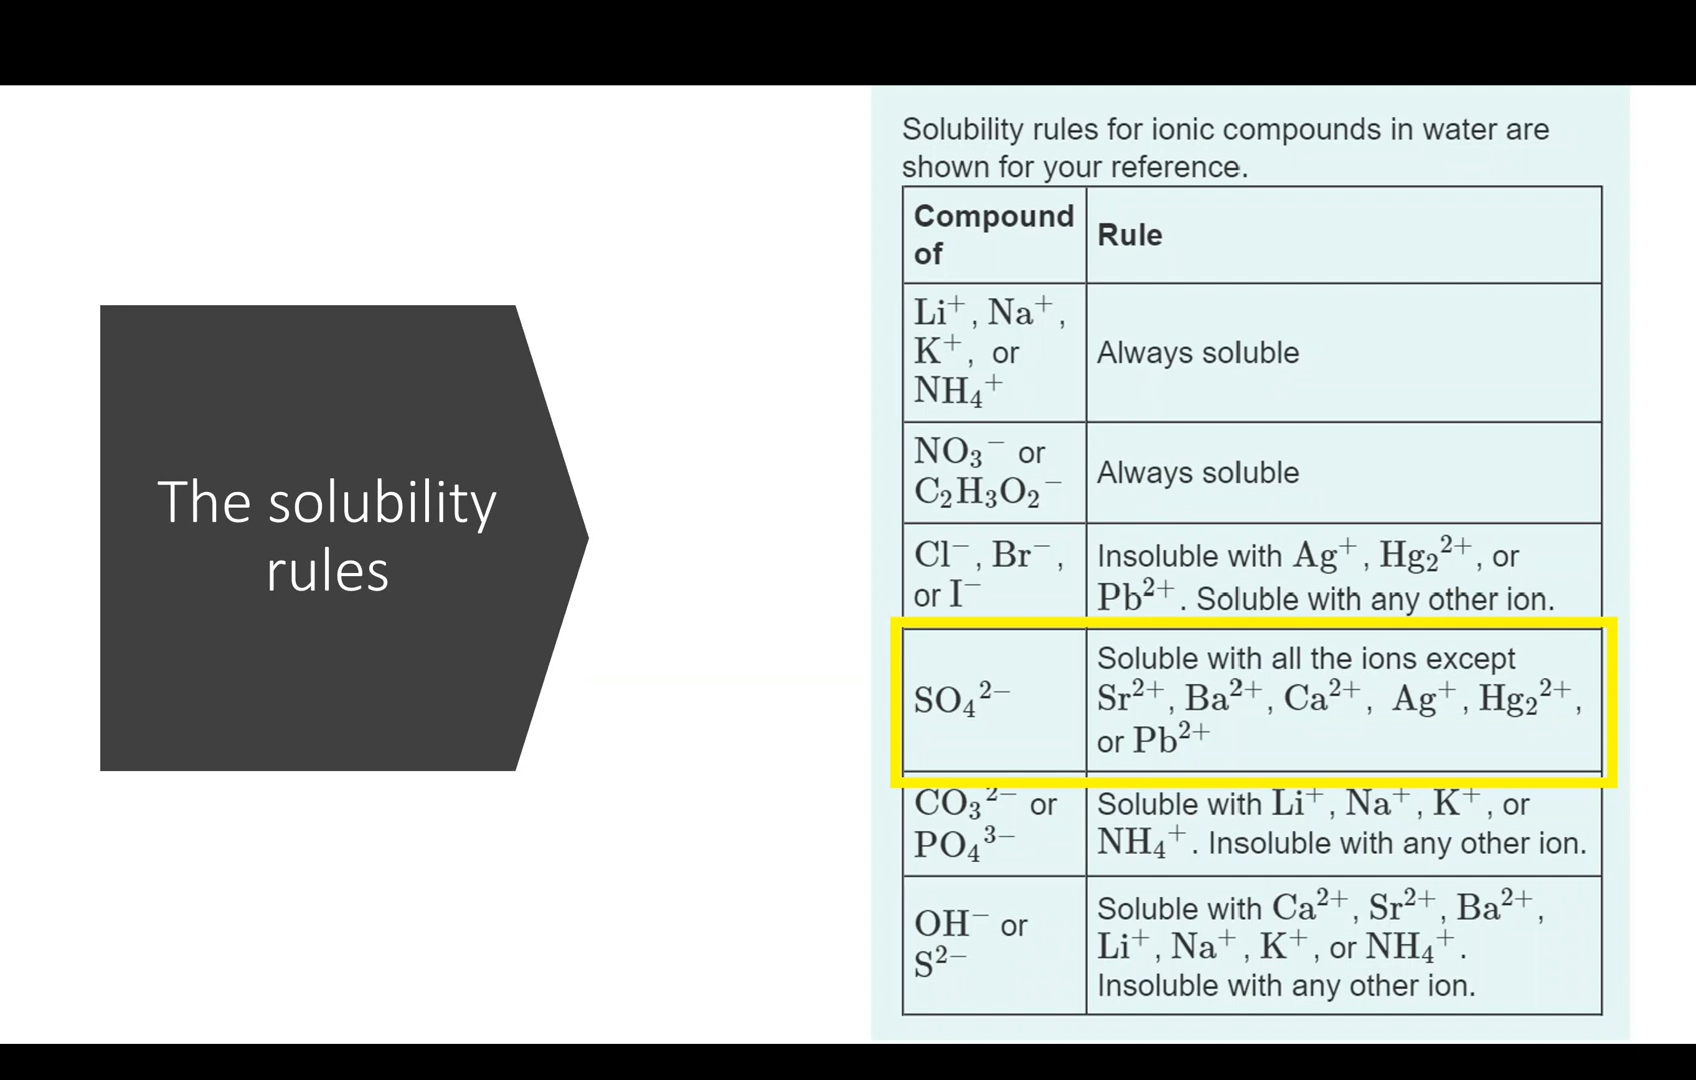 The solubility
rules
Solubility rules for ionic compounds in water are
shown for your reference.
Compound
of
Rule
Li⁺, Na⁺,
K⁺, or
NH₄⁺
Always soluble
NO₃⁻ or
C₂H₃O₂⁻
Always soluble
Cl⁻, Br⁻,
or I⁻
Insoluble with Ag⁺, Hg₂²⁺, or
Pb²⁺. Soluble with any other ion.
SO₄²⁻
Soluble with all the ions except
Sr²⁺, Ba²⁺, Ca²⁺, Ag⁺, Hg₂²⁺,
or Pb²⁺
CO₃²⁻ or
PO₄³⁻
Soluble with Li⁺, Na⁺, K⁺, or
NH₄⁺. Insoluble with any other ion.
OH⁻ or
S²⁻
Soluble with Ca²⁺, Sr²⁺, Ba²⁺,
Li⁺, Na⁺, K⁺, or NH₄⁺.
Insoluble with any other ion.